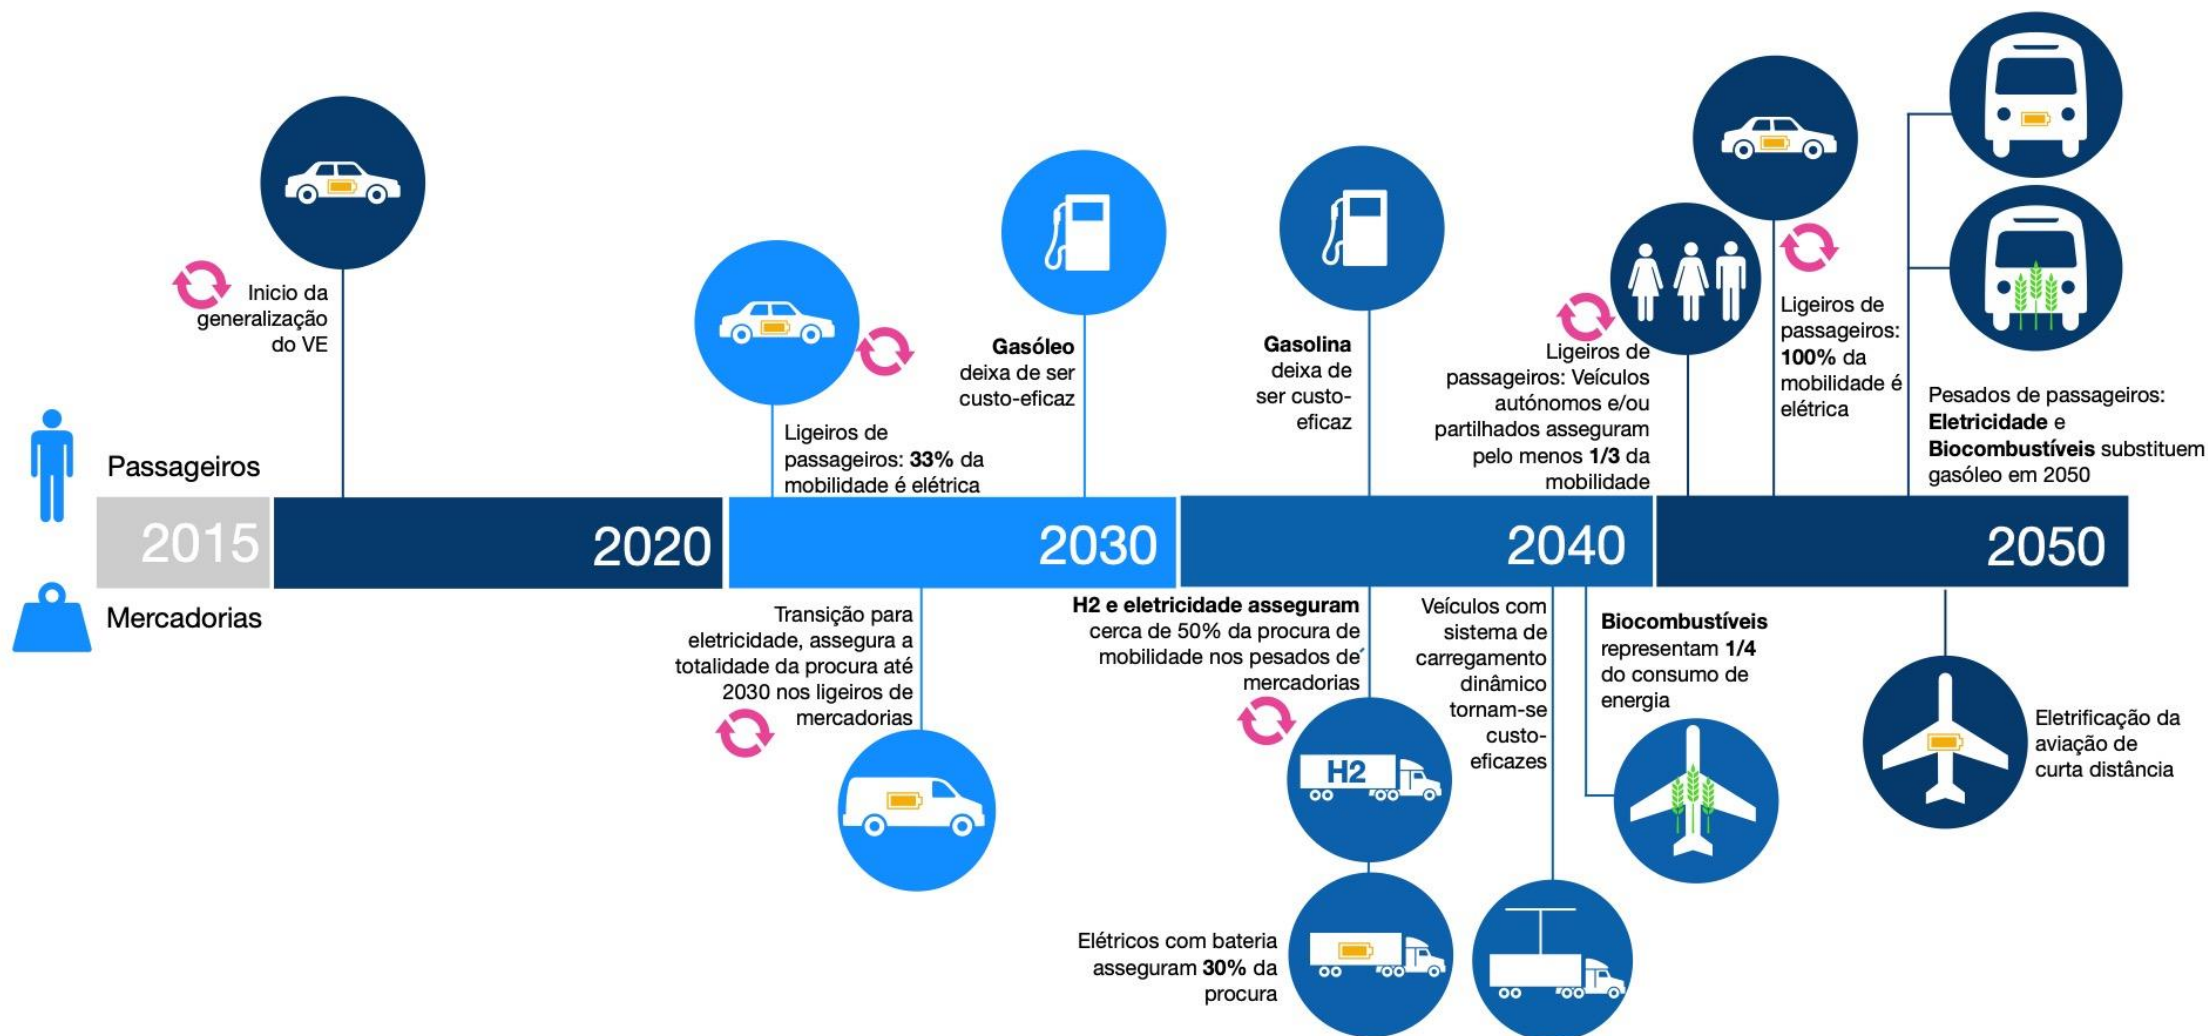 Inicio da
generalização
do VE
Ligeiros de
passageiros: 33% da
mobilidade é elétrica
Gasóleo
deixa de ser
custo-eficaz
Gasolina
deixa de
ser custo-
eficaz
Ligeiros de
passageiros: Veículos
autónomos e/ou
partilhados asseguram
pelo menos 1/3 da
mobilidade
Ligeiros de
passageiros:
100% da
mobilidade é
elétrica
Pesados de passageiros:
Eletricidade e
Biocombustíveis substituem
gasóleo em 2050
Passageiros
2015
2020
2030
2040
2050
Mercadorias
Transição para
eletricidade, assegura a
totalidade da procura até
2030 nos ligeiros de
mercadorias
H2 e eletricidade asseguram
cerca de 50% da procura de
mobilidade nos pesados de´
mercadorias
H2
Elétricos com bateria
asseguram 30% da
procura
Veículos com
sistema de
carregamento
dinâmico
tornam-se
custo-
eficazes
Biocombustíveis
representam 1/4
do consumo de
energia
Eletrificação da
aviação de
curta distância